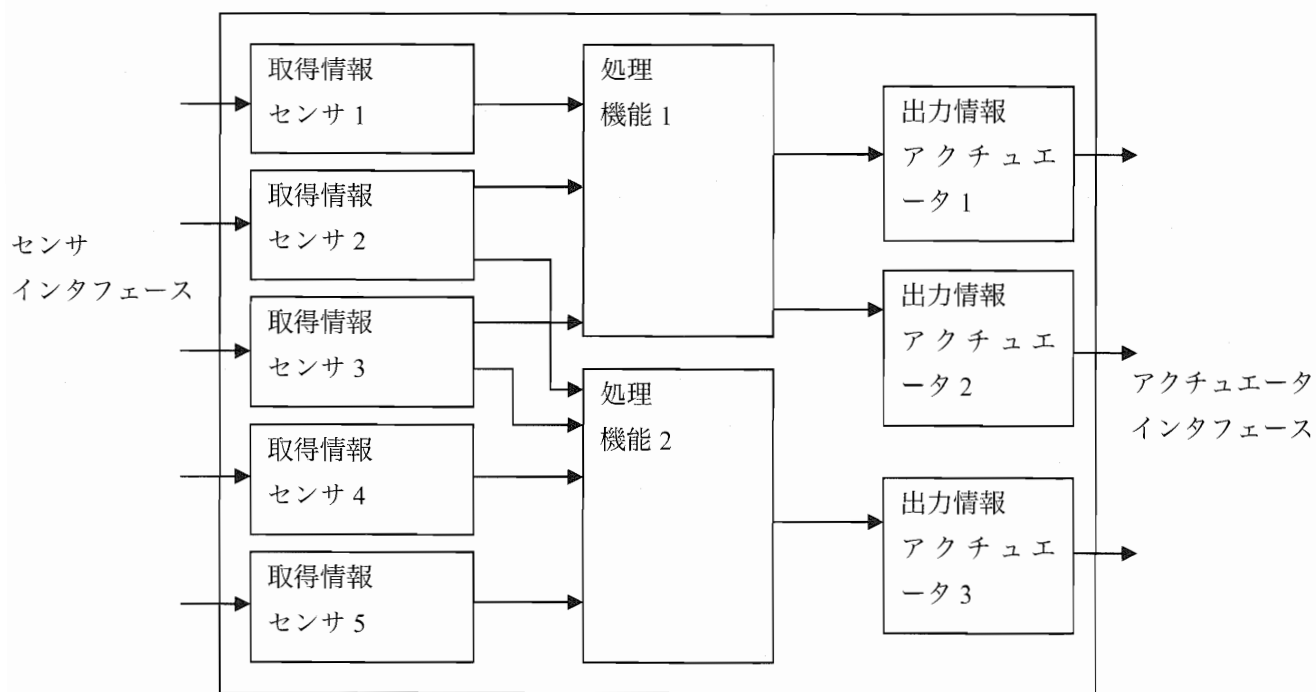 センサ
インタフェース
取得情報
センサ 1
取得情報
センサ 2
取得情報
センサ 3
取得情報
センサ 4
取得情報
センサ 5
処理
機能 1
処理
機能 2
出力情報
アクチュエ
ータ 1
出力情報
アクチュエ
ータ 2
出力情報
アクチュエ
ータ 3
アクチュエータ
インタフェース